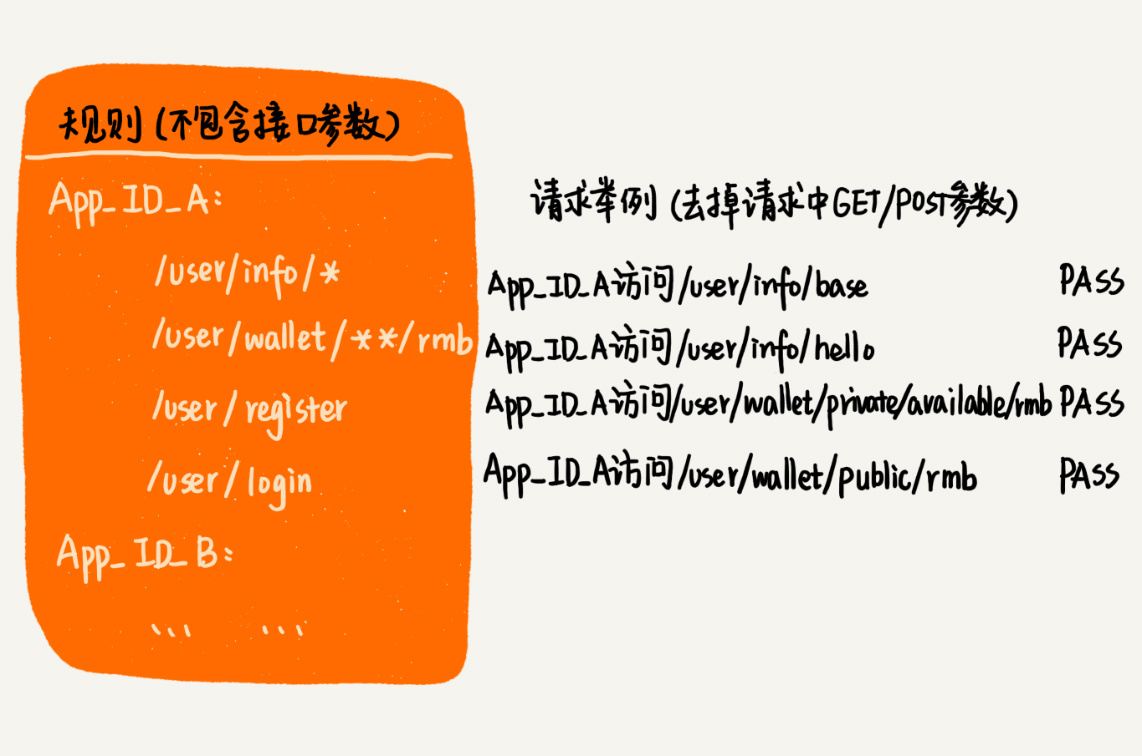 规则(不包含接口参数)
App_ID_A:
/user/info/*
/user/wallet/**/rmb
/user/register
/user/login
App_ID_B:
... ...
请求举例(去掉请求中GET/POST参数)
App_ID_A访问/user/info/base PASS
App_ID_A访问/user/info/hello PASS
App_ID_A访问/user/wallet/private/available/rmb PASS
App_ID_A访问/user/wallet/public/rmb PASS